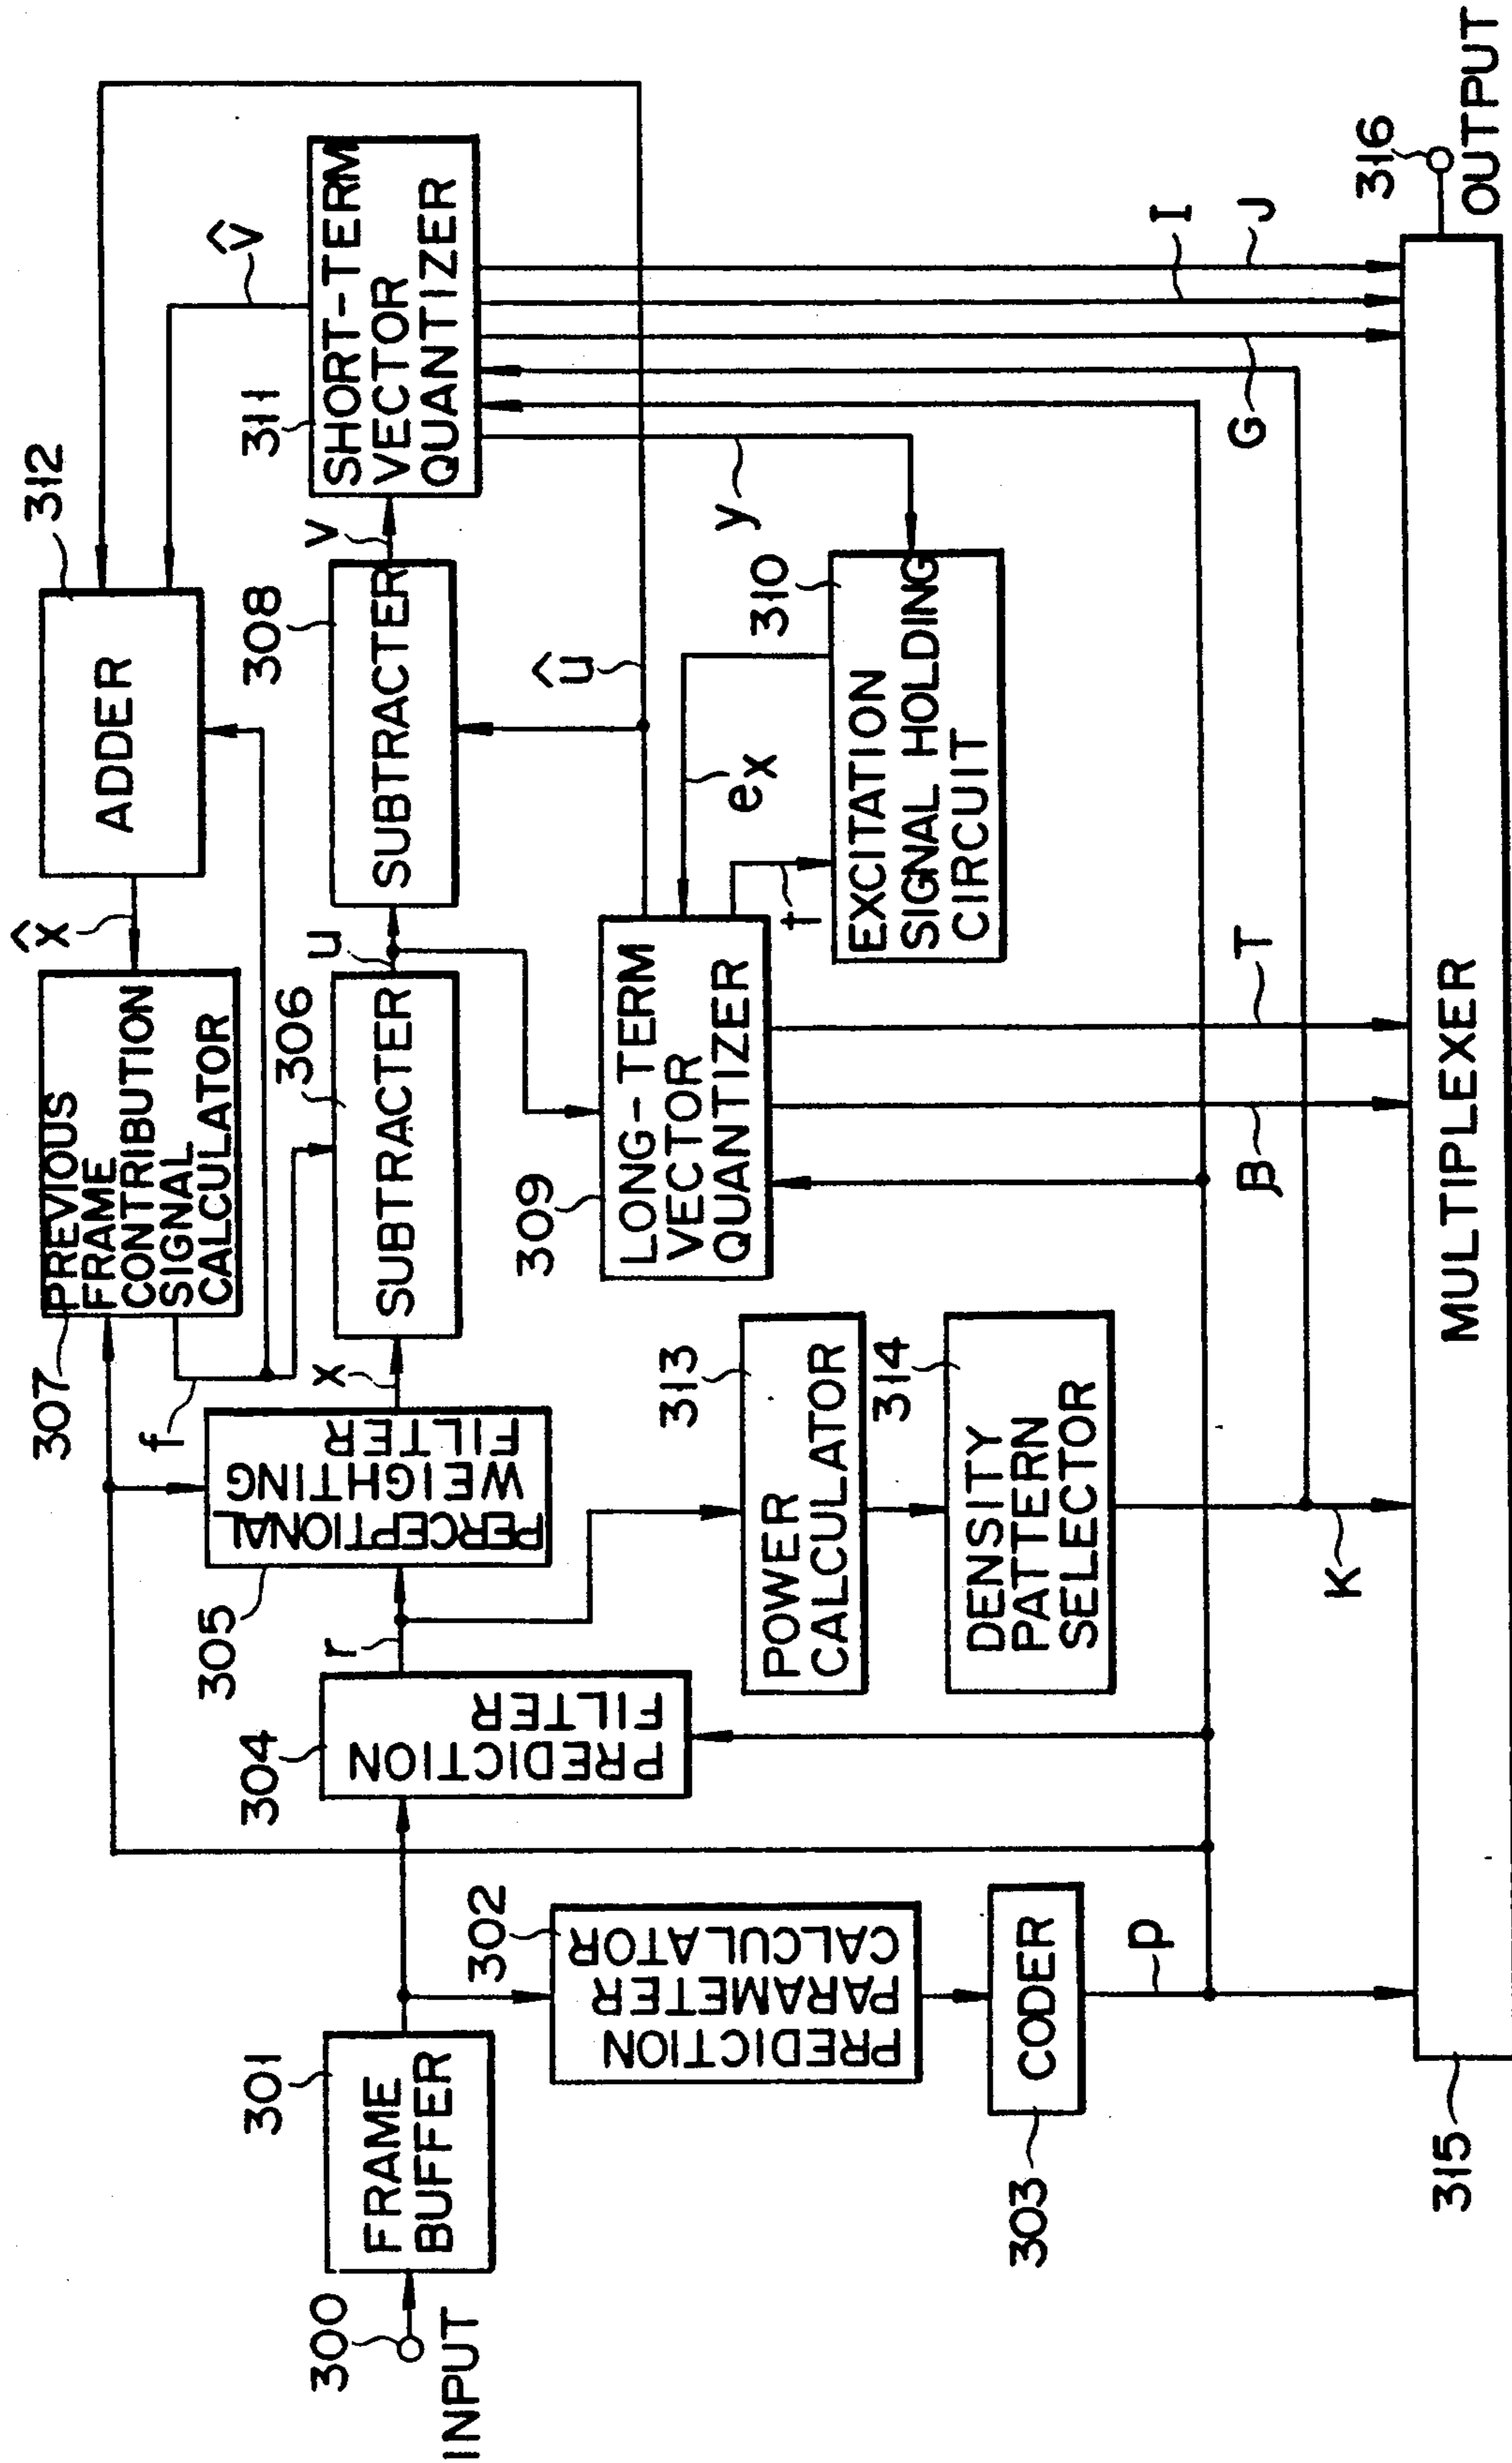 312
ADDER
x̂
PREVIOUS
FRAME
CONTRIBUTION
SIGNAL
CALCULATOR
307
f
v̂
SHORT-TERM
VECTOR
QUANTIZER
311
v
308
SUBTRACTER
u
306
SUBTRACTER
x
PERCEPTIONAL
WEIGHTING
FILTER
305
r
PREDICTION
FILTER
304
301
FRAME
BUFFER
300
INPUT
302
PREDICTION
PARAMETER
CALCULATOR
303
CODER
p
û
310
EXCITATION
SIGNAL HOLDING
CIRCUIT
y
ex
t
309
LONG-TERM
VECTOR
QUANTIZER
313
POWER
CALCULATOR
314
DENSITY
PATTERN
SELECTOR
K
β
T
G
I
J
MULTIPLEXER
315
316
OUTPUT